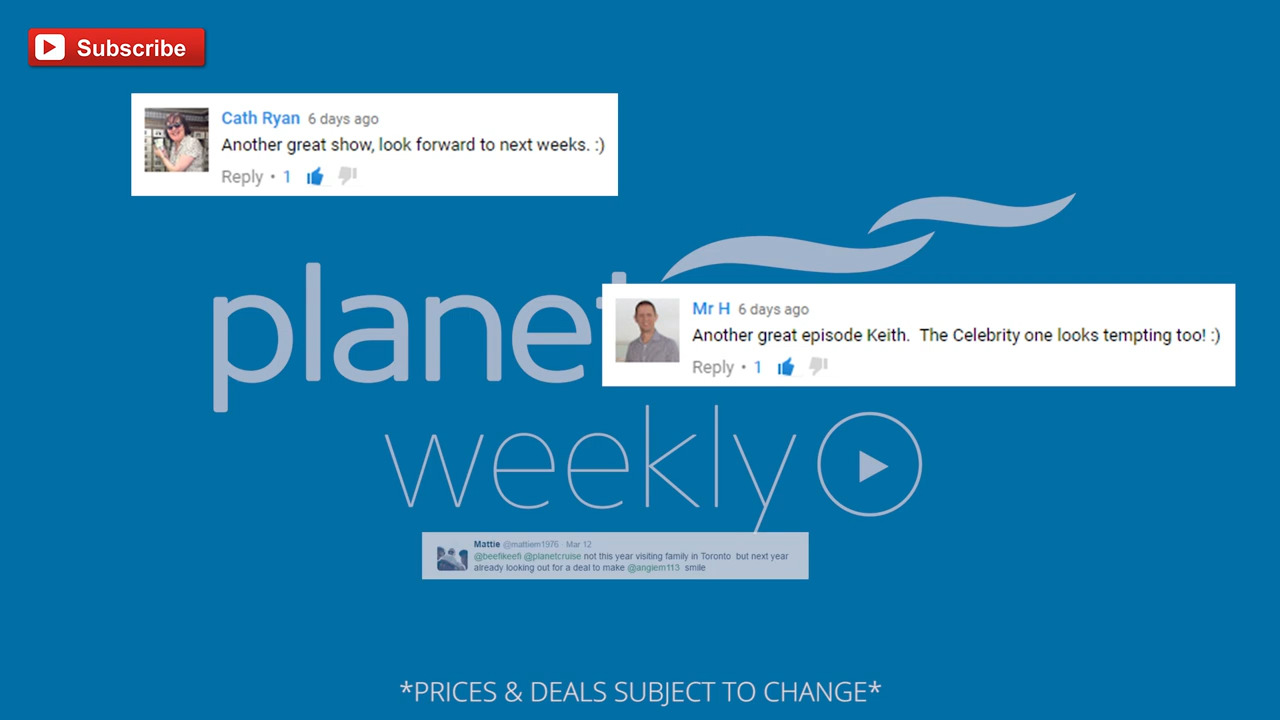 Subscribe
Cath Ryan 6 days ago
Another great show, look forward to next weeks. :)
Reply • 1
planet
Mr H 6 days ago
Another great episode Keith. The Celebrity one looks tempting too! :)
Reply • 1
weekly
Mattie @mattiem1976 · Mar 12
@beefikeefi @planetcruise not this year visiting family in Toronto but next year
already looking out for a deal to make @angiem113 smile
*PRICES & DEALS SUBJECT TO CHANGE*